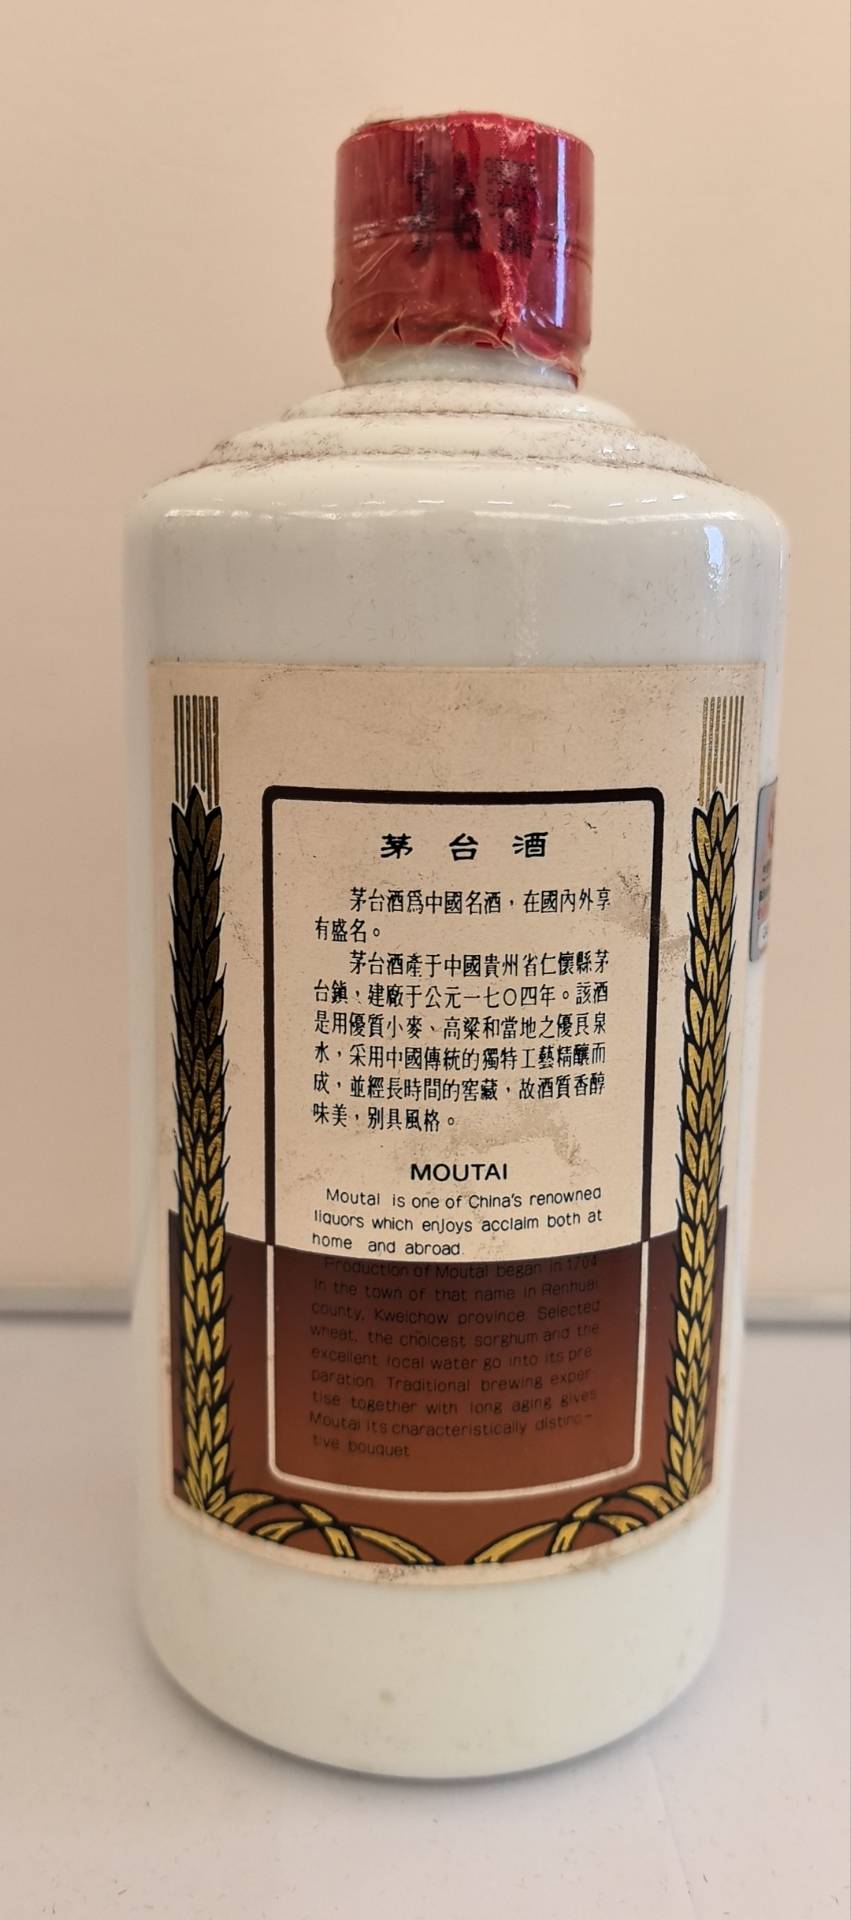 茅台酒
茅台酒爲中國名酒，在國内外享
有盛名。
茅台酒產于中國貴州省仁懷縣茅
台鎮，建廠于公元一七〇四年。該酒
是用優質小麥、高粱和當地之優良泉
水，采用中國傳統的獨特工藝精釀而
成，並經長時間的窖藏，故酒質香醇
味美，别具風格。
MOUTAI
Moutai is one of China's renowned
liquors which enjoys acclaim both at
home and abroad.
Production of Moutai began in 1704
in the town of that name in Renhuai
county, Kweichow province. Selected
wheat, the choicest sorghum and the
excellent local water go into its pre
paration. Traditional brewing exper
tise together with long aging gives
Moutai its characteristically distinc-
tive bouquet